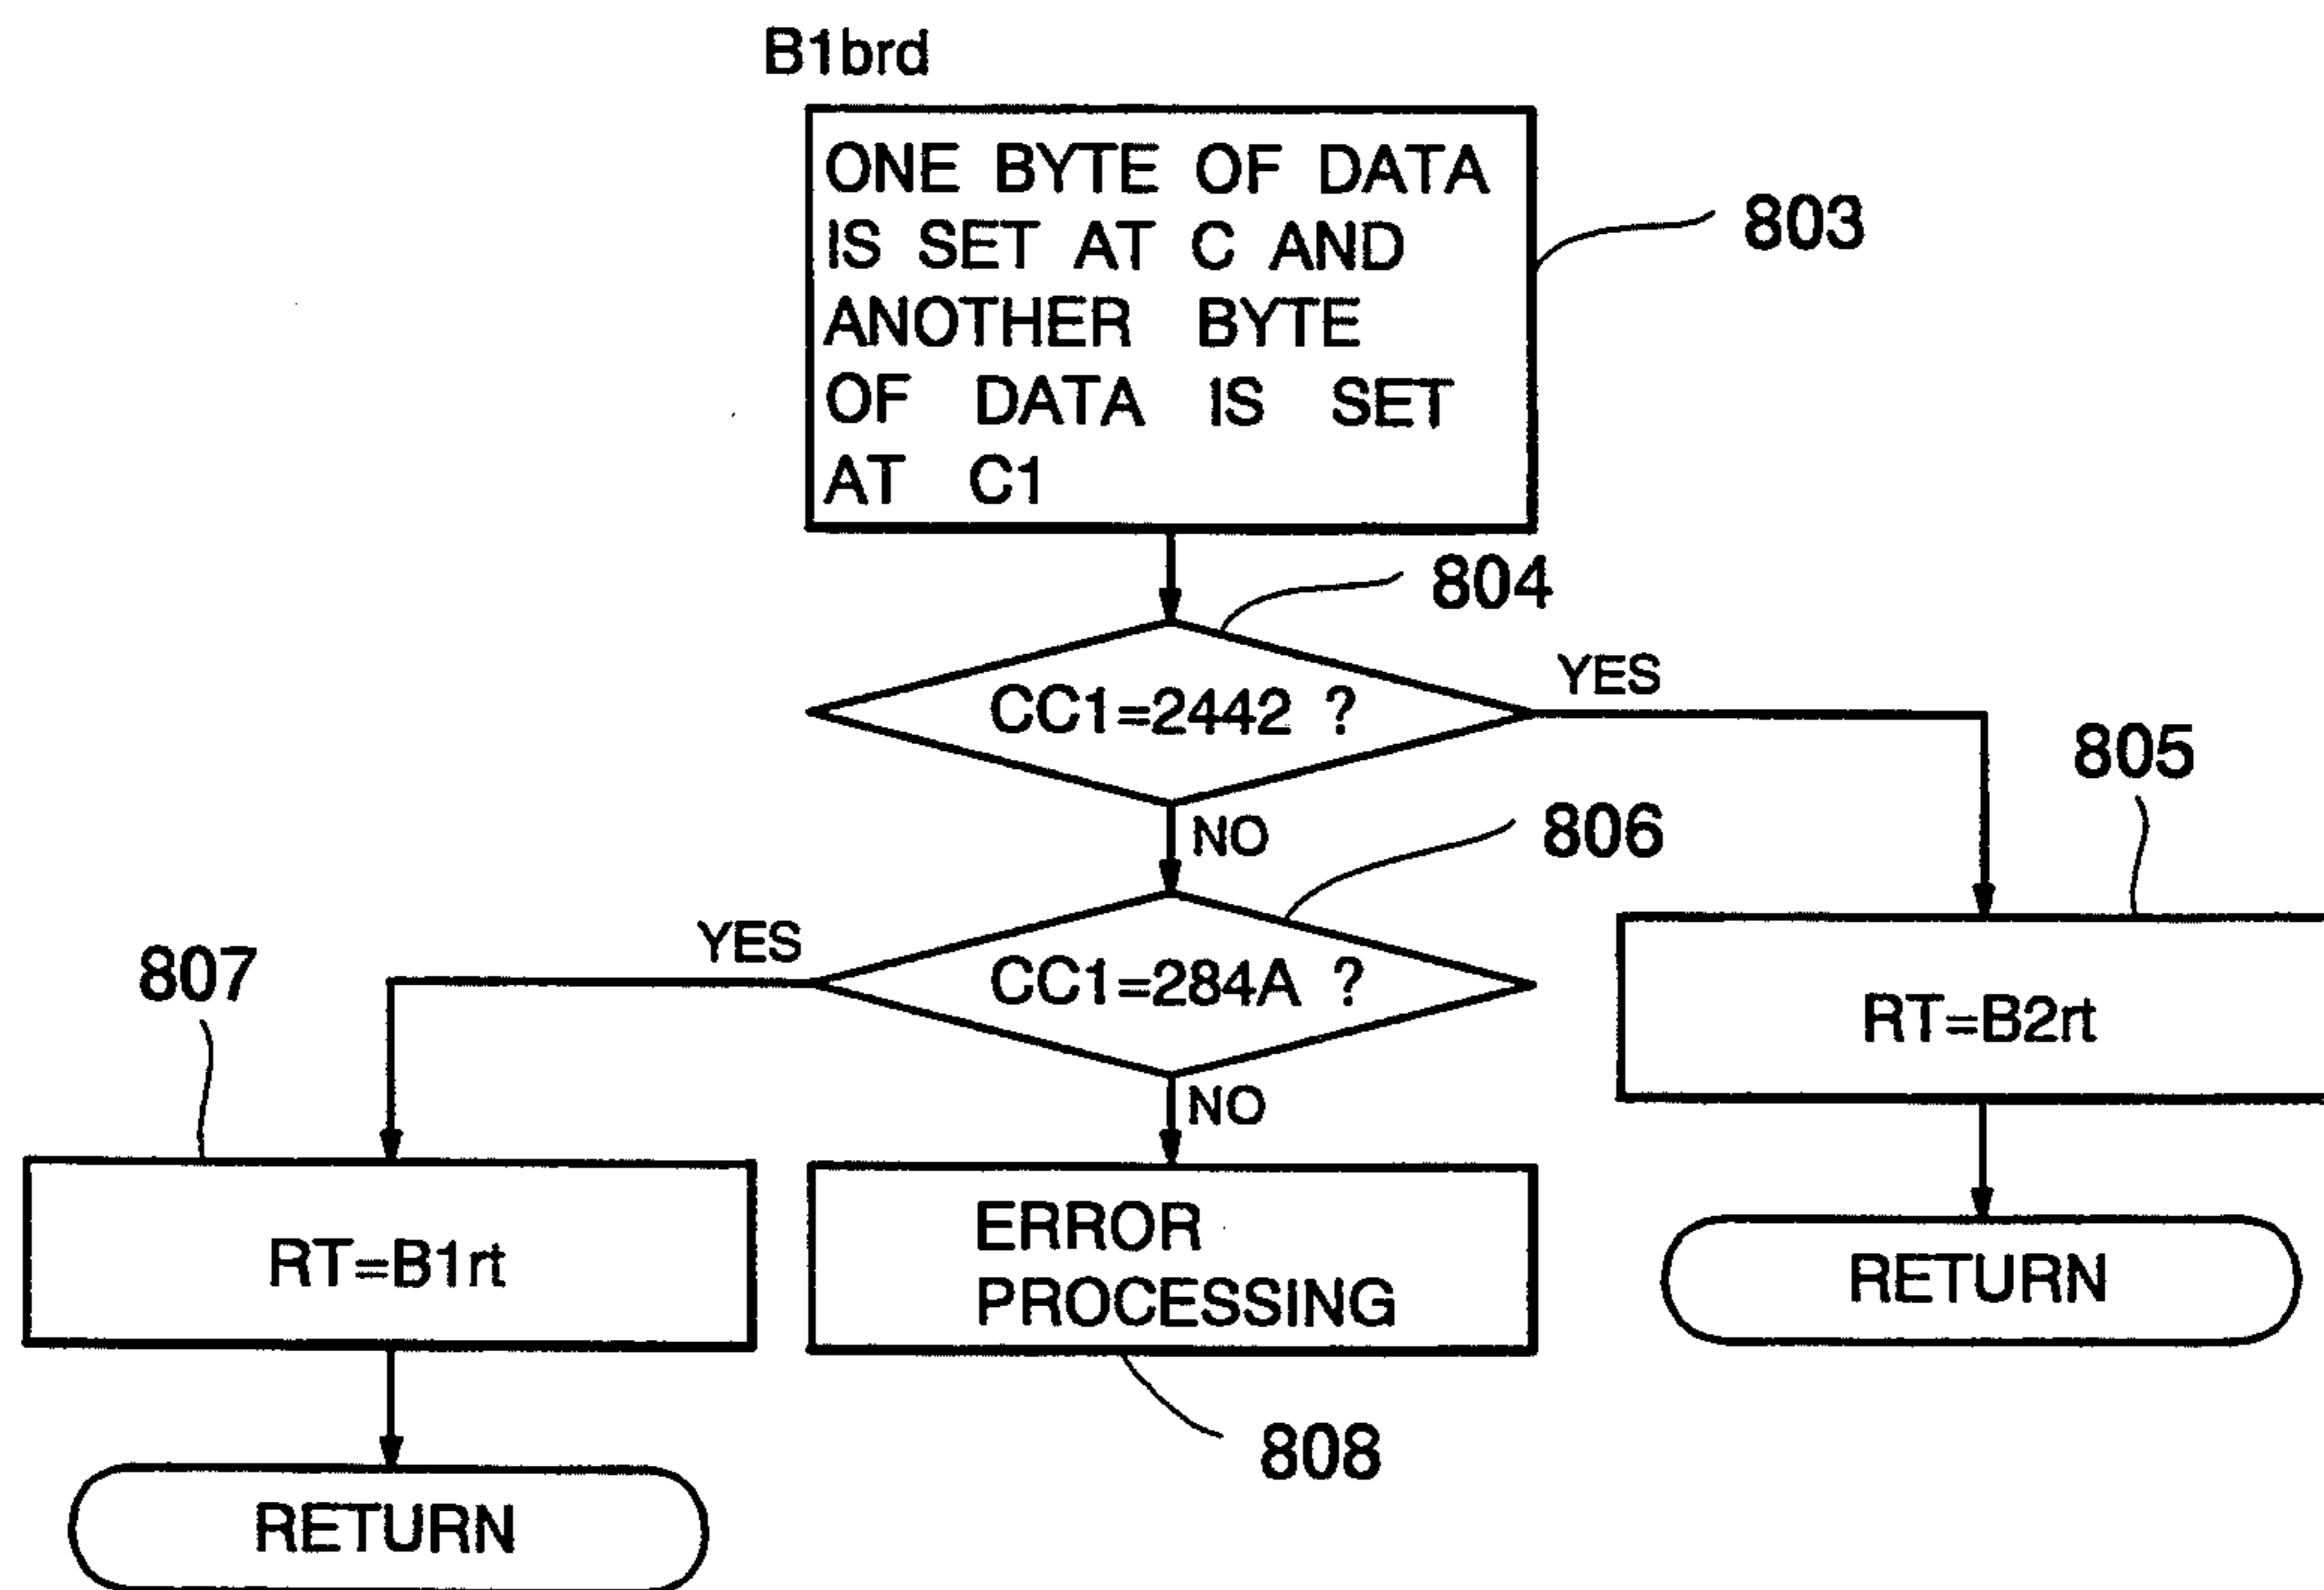 B1brd
ONE BYTE OF DATA
IS SET AT C AND
ANOTHER BYTE
OF DATA IS SET
AT C1
803
804
CC1=2442 ?
YES
805
NO
806
YES
CC1=284A ?
807
RT=B2rt
NO
RT=B1rt
ERROR
PROCESSING
RETURN
808
RETURN